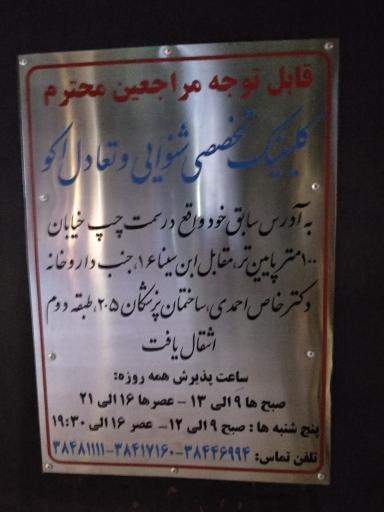 قابل توجه مراجعین محترم
کلینیک تخصصی شنوایی و تعادل اکو
به آدرس سابق خود واقع در سمت چپ خیابان
۱۰۰متر پایین تر، مقابل ابن سینا ۱۶، جنب داروخانه
دکتر خاص احمدی، ساختمان پزشکان ۲۰۵، طبقه دوم
انتقال یافت
ساعت پذیرش همه روزه:
صبح ها ۹ الی ۱۳ - عصرها ۱۶ الی ۲۱
پنج شنبه ها : صبح ۹ الی ۱۲- عصر ۱۶ الی ۱۹:۳۰
تلفن تماس: ۳۸۴۴۶۹۹۴-۳۸۴۱۷۱۶۰-۳۸۴۸۱۱۱۱